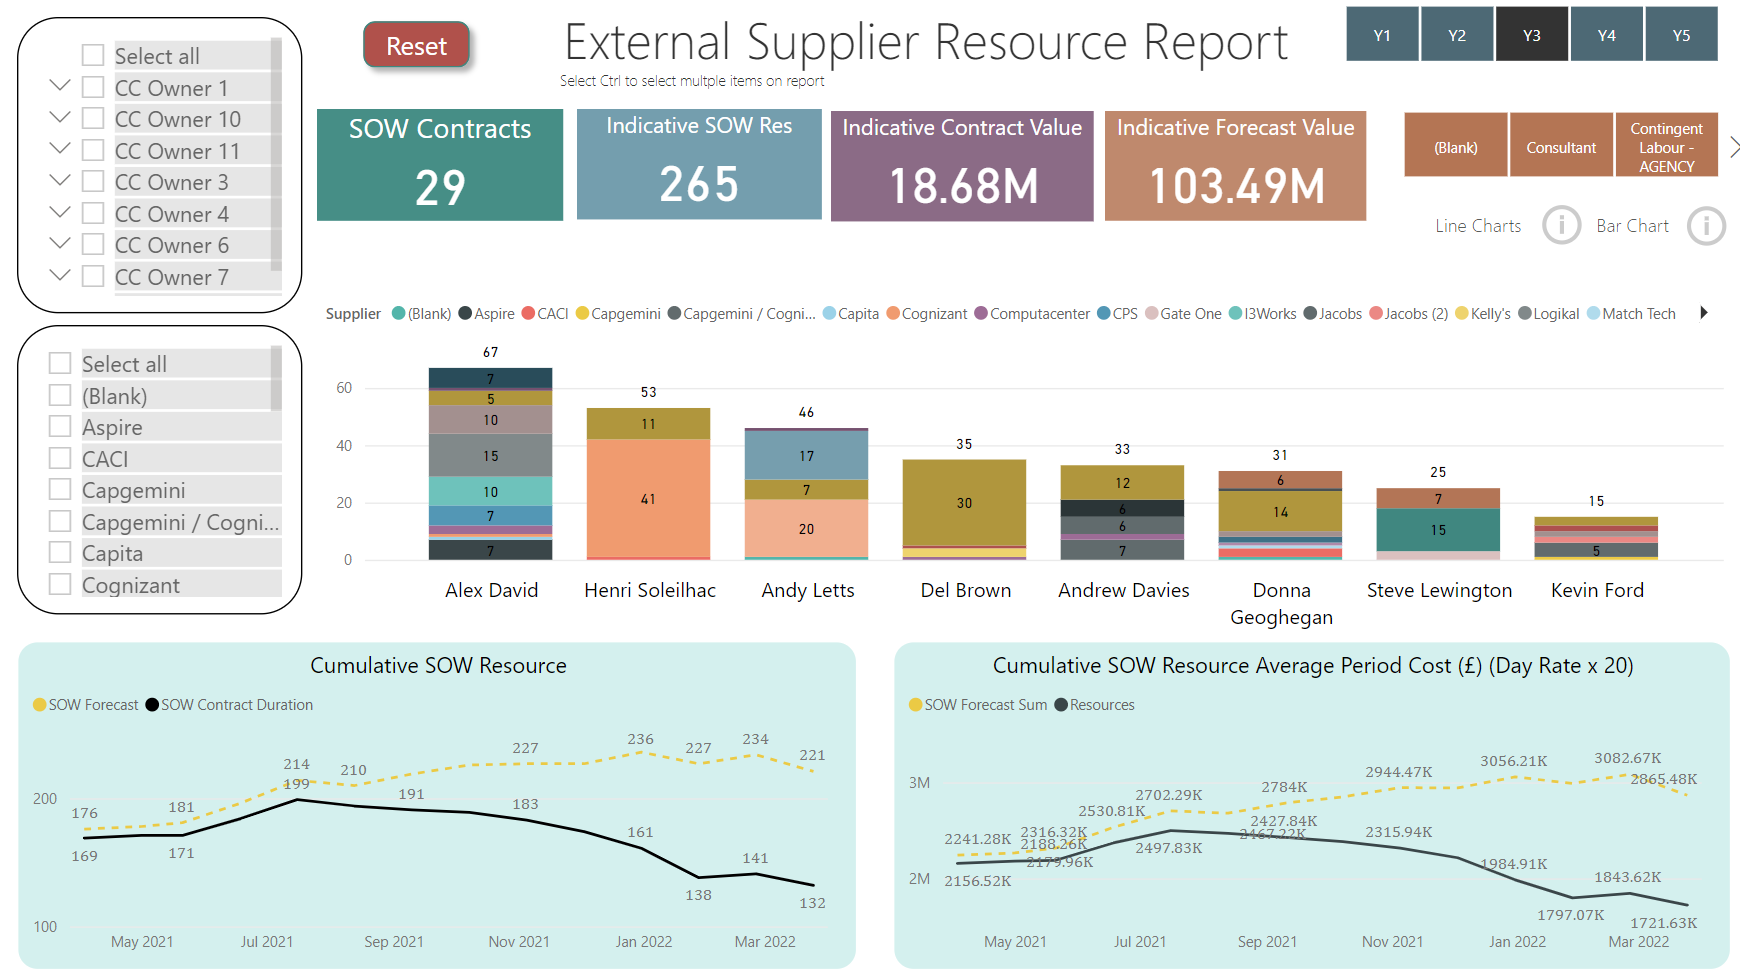 Select all
CC Owner 1
CC Owner 10
CC Owner 11
CC Owner 3
CC Owner 4
CC Owner 6
CC Owner 7
Reset
External Supplier Resource Report
Select Ctrl to select multple items on report
Y1 Y2 Y3 Y4 Y5
SOW Contracts
29
Indicative SOW Res
265
Indicative Contract Value
18.68M
Indicative Forecast Value
103.49M
(Blank)
Consultant
Contingent
Labour -
AGENCY
Line Charts
Bar Chart
Select all
(Blank)
Aspire
CACI
Capgemini
Capgemini / Cogni...
Capita
Cognizant
Supplier (Blank) Aspire CACI Capgemini Capgemini / Cogni... Capita Cognizant Computacenter CPS Gate One I3Works Jacobs Jacobs (2) Kelly's Logikal Match Tech
60
40
20
0
67
7
5
10
15
10
7
7
53
11
41
46
17
7
20
35
30
33
12
6
6
7
31
6
14
25
7
15
15
5
Alex David
Henri Soleilhac
Andy Letts
Del Brown
Andrew Davies
Donna
Geoghegan
Steve Lewington
Kevin Ford
Cumulative SOW Resource
SOW Forecast SOW Contract Duration
200
100
176 181 214 210 227 236 227 234 221
169 171 199 191 183 161 138 141 132
May 2021 Jul 2021 Sep 2021 Nov 2021 Jan 2022 Mar 2022
Cumulative SOW Resource Average Period Cost (£) (Day Rate x 20)
SOW Forecast Sum Resources
3M
2M
2241.28K 2316.32K 2530.81K 2702.29K 2784K 2944.47K 3056.21K 3082.67K 2865.48K
2156.52K 2188.26K 2179.96K 2497.83K 2467.22K 2427.84K 2315.94K 1984.91K 1797.07K 1843.62K 1721.63K
May 2021 Jul 2021 Sep 2021 Nov 2021 Jan 2022 Mar 2022